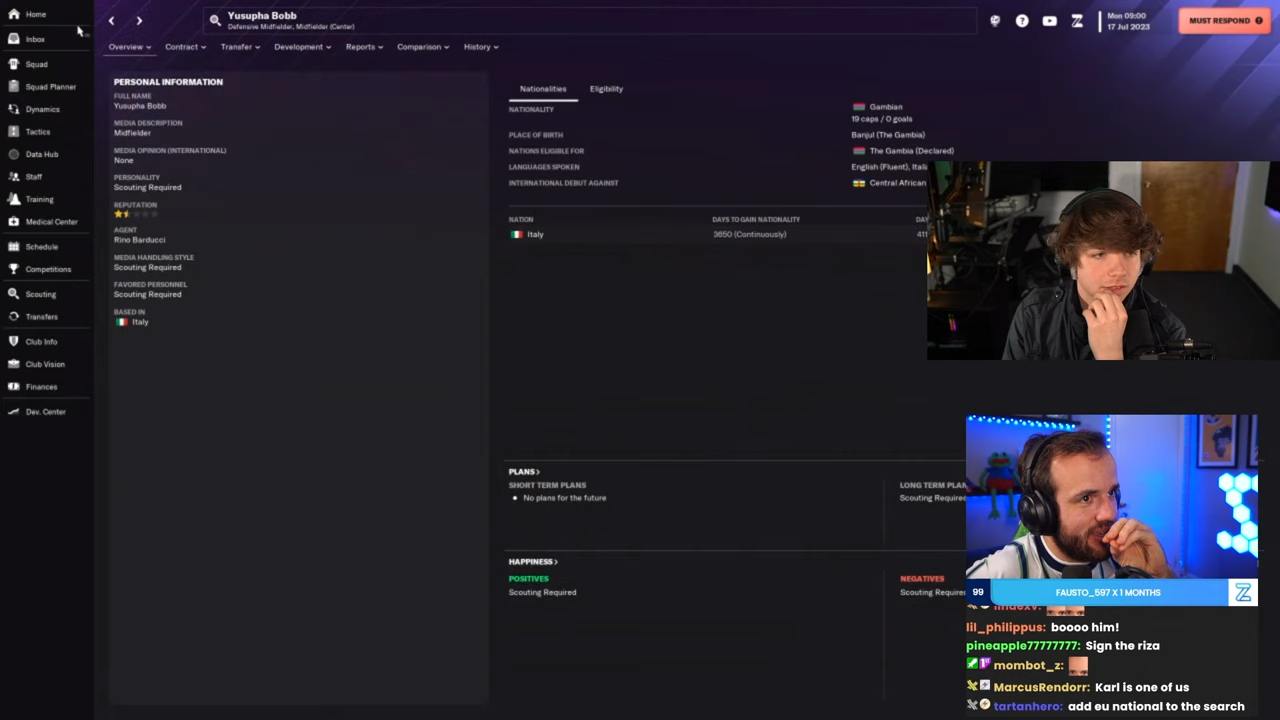 Home
Inbox
Squad
Squad Planner
Dynamics
Tactics
Data Hub
Staff
Training
Medical Center
Schedule
Competitions
Scouting
Transfers
Club Info
Club Vision
Finances
Dev. Center
Yusupha Bobb
Defensive Midfielder, Midfielder (Center)
Mon 09:00
17 Jul 2023
MUST RESPOND
Overview
Contract
Transfer
Development
Reports
Comparison
History
PERSONAL INFORMATION
FULL NAME
Yusupha Bobb
MEDIA DESCRIPTION
Midfielder
MEDIA OPINION (INTERNATIONAL)
None
PERSONALITY
Scouting Required
REPUTATION
AGENT
Rino Barducci
MEDIA HANDLING STYLE
Scouting Required
FAVORED PERSONNEL
Scouting Required
BASED IN
Italy
Nationalities
Eligibility
NATIONALITY
Gambian
19 caps / 0 goals
PLACE OF BIRTH
Banjul (The Gambia)
NATIONS ELIGIBLE FOR
The Gambia (Declared)
LANGUAGES SPOKEN
English (Fluent), Itali
INTERNATIONAL DEBUT AGAINST
Central African
NATION
DAYS TO GAIN NATIONALITY
DAY
Italy
3650 (Continuously)
411
PLANS >
SHORT TERM PLANS
• No plans for the future
LONG TERM PLAN
Scouting Required
HAPPINESS >
POSITIVES
Scouting Required
NEGATIVES
Scouting Required
99
FAUSTO_597 X 1 MONTHS
Z
lil_philippus: boooo him!
pineapple77777777: Sign the riza
mombot_z:
MarcusRendorr: Karl is one of us
tartanhero: add eu national to the search